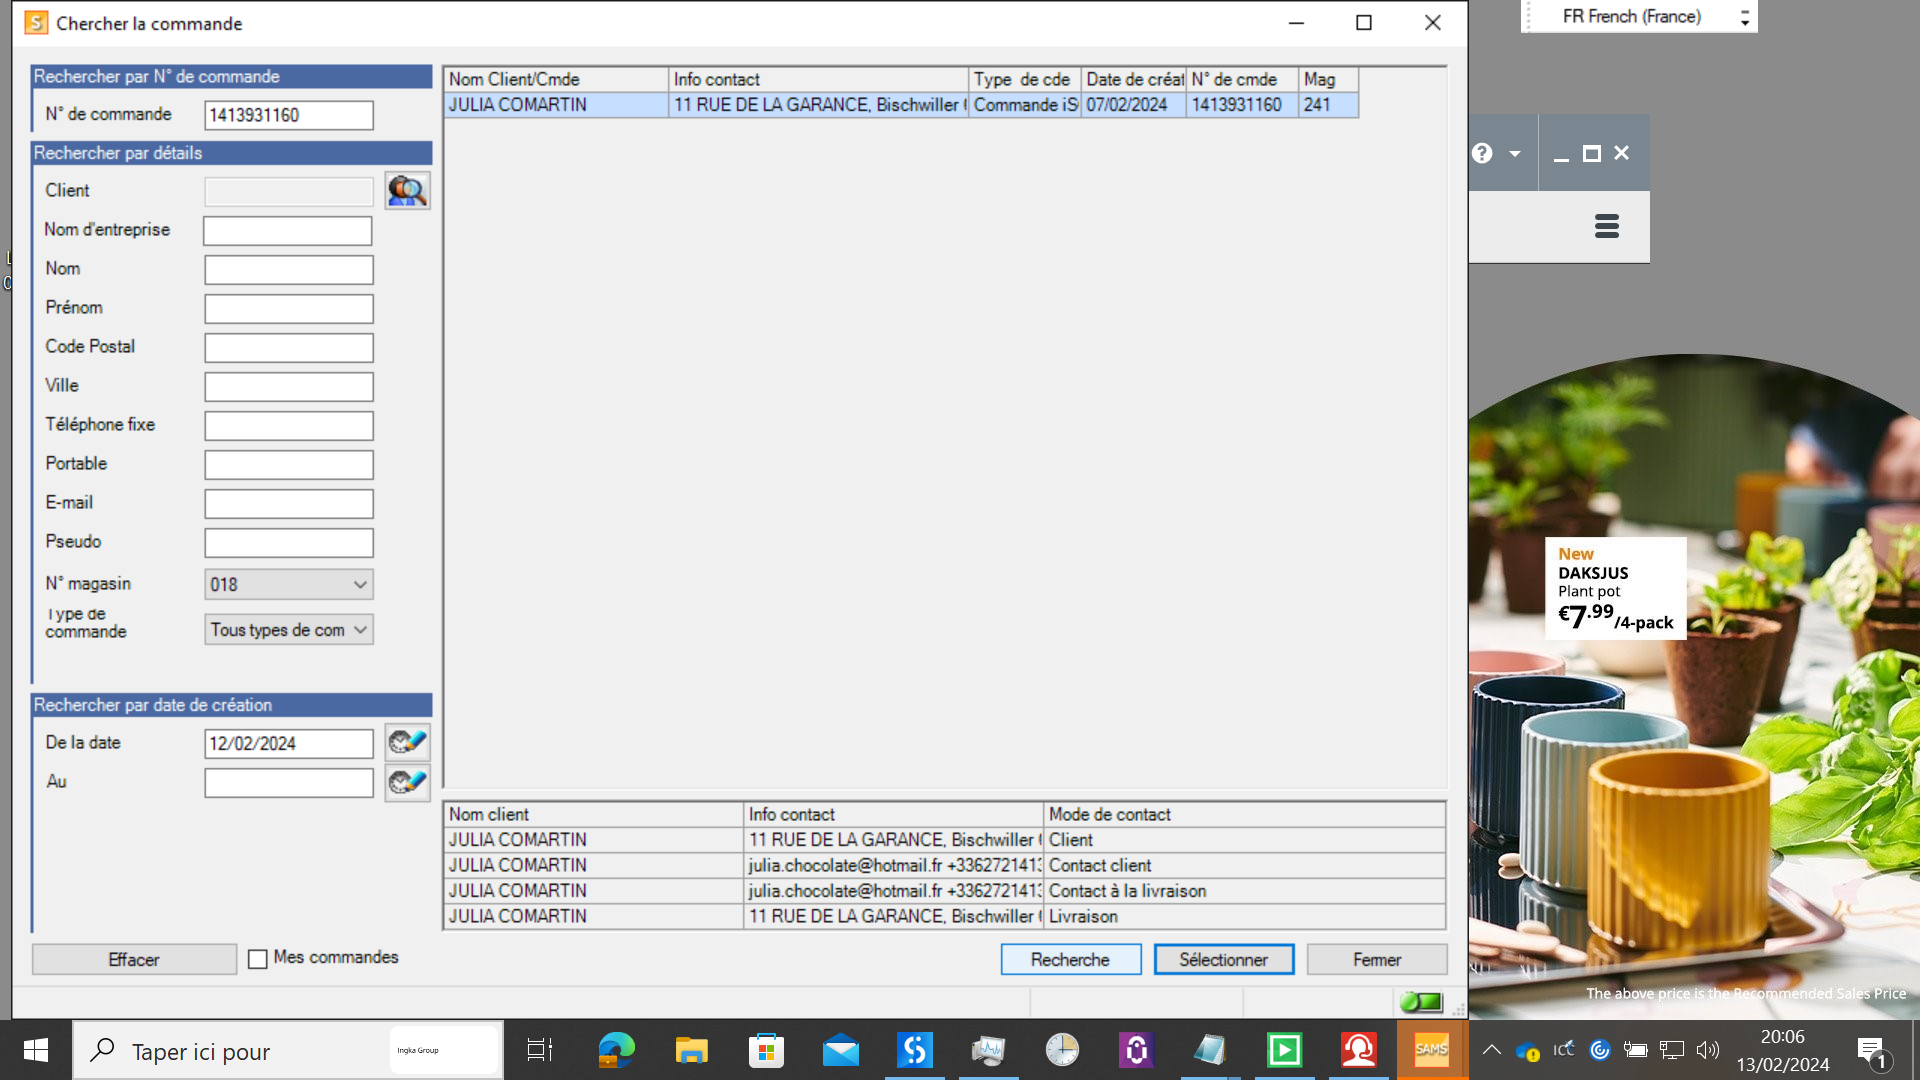 Chercher la commande
FR French (France)
Rechercher par N° de commande
N° de commande
1413931160
Rechercher par détails
Client
Nom d'entreprise
Nom
Prénom
Code Postal
Ville
Téléphone fixe
Portable
E-mail
Pseudo
N° magasin
018
Type de
commande
Tous types de com
Rechercher par date de création
De la date
12/02/2024
Au
Effacer
Mes commandes
Nom Client/Cmde Info contact Type de cde Date de créat N° de cmde Mag
JULIA COMARTIN 11 RUE DE LA GARANCE, Bischwiller Commande iS 07/02/2024 1413931160 241
Nom client Info contact Mode de contact
JULIA COMARTIN 11 RUE DE LA GARANCE, Bischwiller Client
JULIA COMARTIN julia.chocolate@hotmail.fr +3362721413 Contact client
JULIA COMARTIN julia.chocolate@hotmail.fr +3362721413 Contact à la livraison
JULIA COMARTIN 11 RUE DE LA GARANCE, Bischwiller Livraison
Recherche
Sélectionner
Fermer
New
DAKSJUS
Plant pot
€7.99/4-pack
The above price is the Recommended Sales Price
Taper ici pour
Ingka Group
SAMS
ICC
20:06
13/02/2024
1